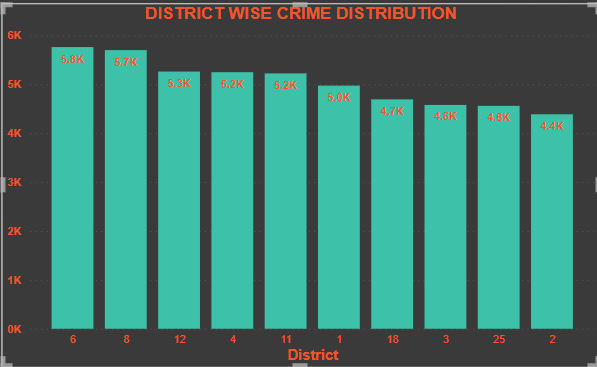 DISTRICT WISE CRIME DISTRIBUTION
6K
5K
4K
3K
2K
1K
0K
5.8K 5.7K 5.3K 5.2K 5.2K 5.0K 4.7K 4.6K 4.6K 4.4K
6 8 12 4 11 1 18 3 25 2
District